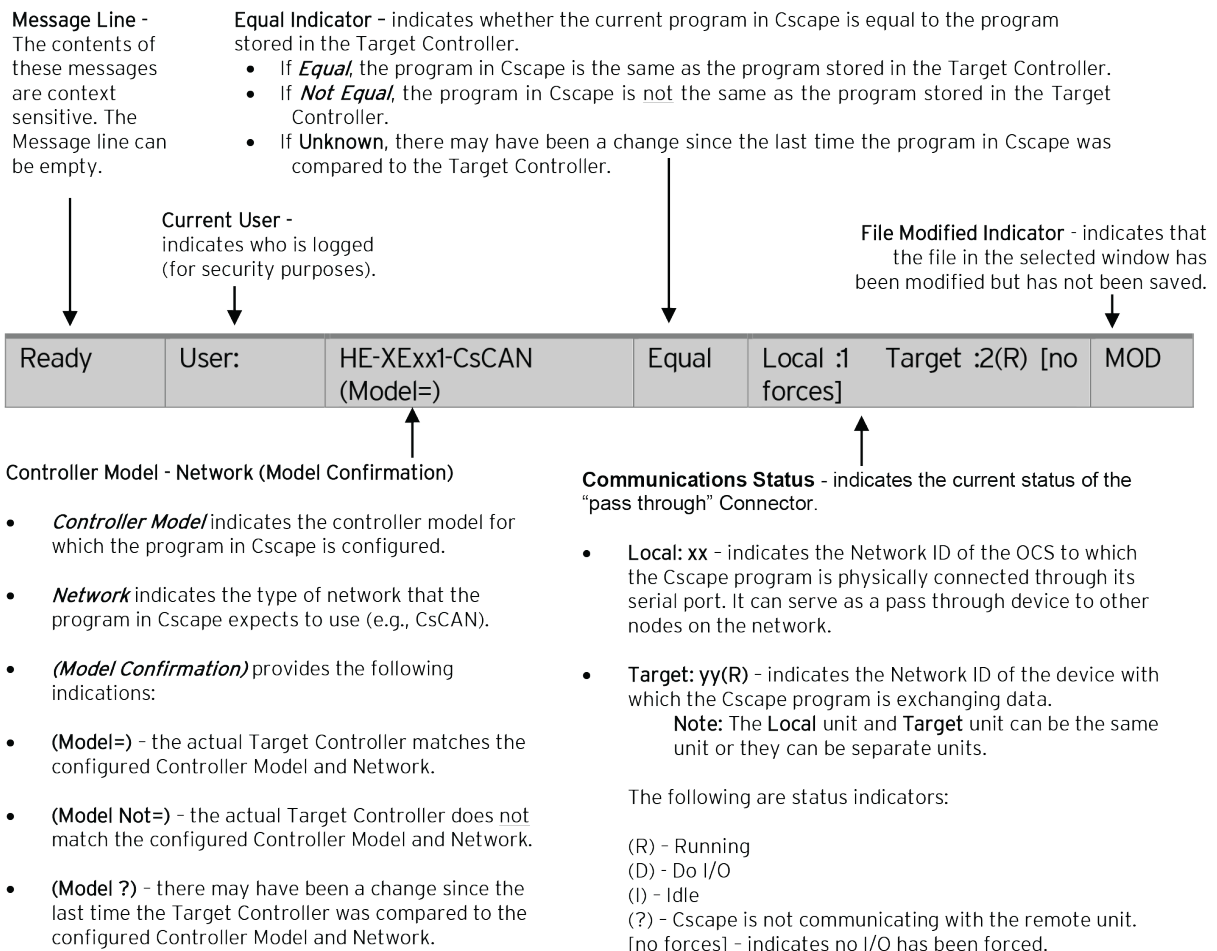 Message Line -
The contents of
these messages
are context
sensitive. The
Message line can
be empty.
Equal Indicator – indicates whether the current program in Cscape is equal to the program
stored in the Target Controller.
• If Equal, the program in Cscape is the same as the program stored in the Target Controller.
• If Not Equal, the program in Cscape is not the same as the program stored in the Target
Controller.
• If Unknown, there may have been a change since the last time the program in Cscape was
compared to the Target Controller.
Current User -
indicates who is logged
(for security purposes).
File Modified Indicator - indicates that
the file in the selected window has
been modified but has not been saved.
Ready User: HE-XExx1-CsCAN Equal Local :1 Target :2(R) [no MOD
(Model=) forces]
Controller Model - Network (Model Confirmation)
• Controller Model indicates the controller model for
which the program in Cscape is configured.
• Network indicates the type of network that the
program in Cscape expects to use (e.g., CsCAN).
• (Model Confirmation) provides the following
indications:
• (Model=) – the actual Target Controller matches the
configured Controller Model and Network.
• (Model Not=) – the actual Target Controller does not
match the configured Controller Model and Network.
• (Model ?) – there may have been a change since the
last time the Target Controller was compared to the
configured Controller Model and Network.
Communications Status - indicates the current status of the
“pass through” Connector.
• Local: xx – indicates the Network ID of the OCS to which
the Cscape program is physically connected through its
serial port. It can serve as a pass through device to other
nodes on the network.
• Target: yy(R) – indicates the Network ID of the device with
which the Cscape program is exchanging data.
Note: The Local unit and Target unit can be the same
unit or they can be separate units.
The following are status indicators:
(R) – Running
(D) - Do I/O
(I) – Idle
(?) – Cscape is not communicating with the remote unit.
[no forces] – indicates no I/O has been forced.